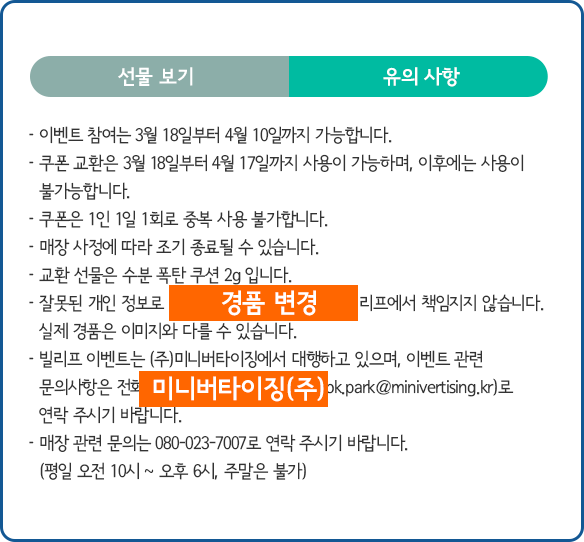 선물 보기
유의 사항
- 이벤트 참여는 3월 18일부터 4월 10일까지 가능합니다.
- 쿠폰 교환은 3월 18일부터 4월 17일까지 사용이 가능하며, 이후에는 사용이
불가능합니다.
- 쿠폰은 1인 1일 1회로 중복 사용 불가합니다.
- 매장 사정에 따라 조기 종료될 수 있습니다.
- 교환 선물은 수분 폭탄 쿠션 2g 입니다.
- 잘못된 개인 정보로 경품 변경 리프에서 책임지지 않습니다.
실제 경품은 이미지와 다를 수 있습니다.
- 빌리프 이벤트는 (주)미니버타이징에서 대행하고 있으며, 이벤트 관련
문의사항은 전화 미니버타이징(주) ok.park@minivertising.kr)로
연락 주시기 바랍니다.
- 매장 관련 문의는 080-023-7007로 연락 주시기 바랍니다.
(평일 오전 10시 ~ 오후 6시, 주말은 불가)